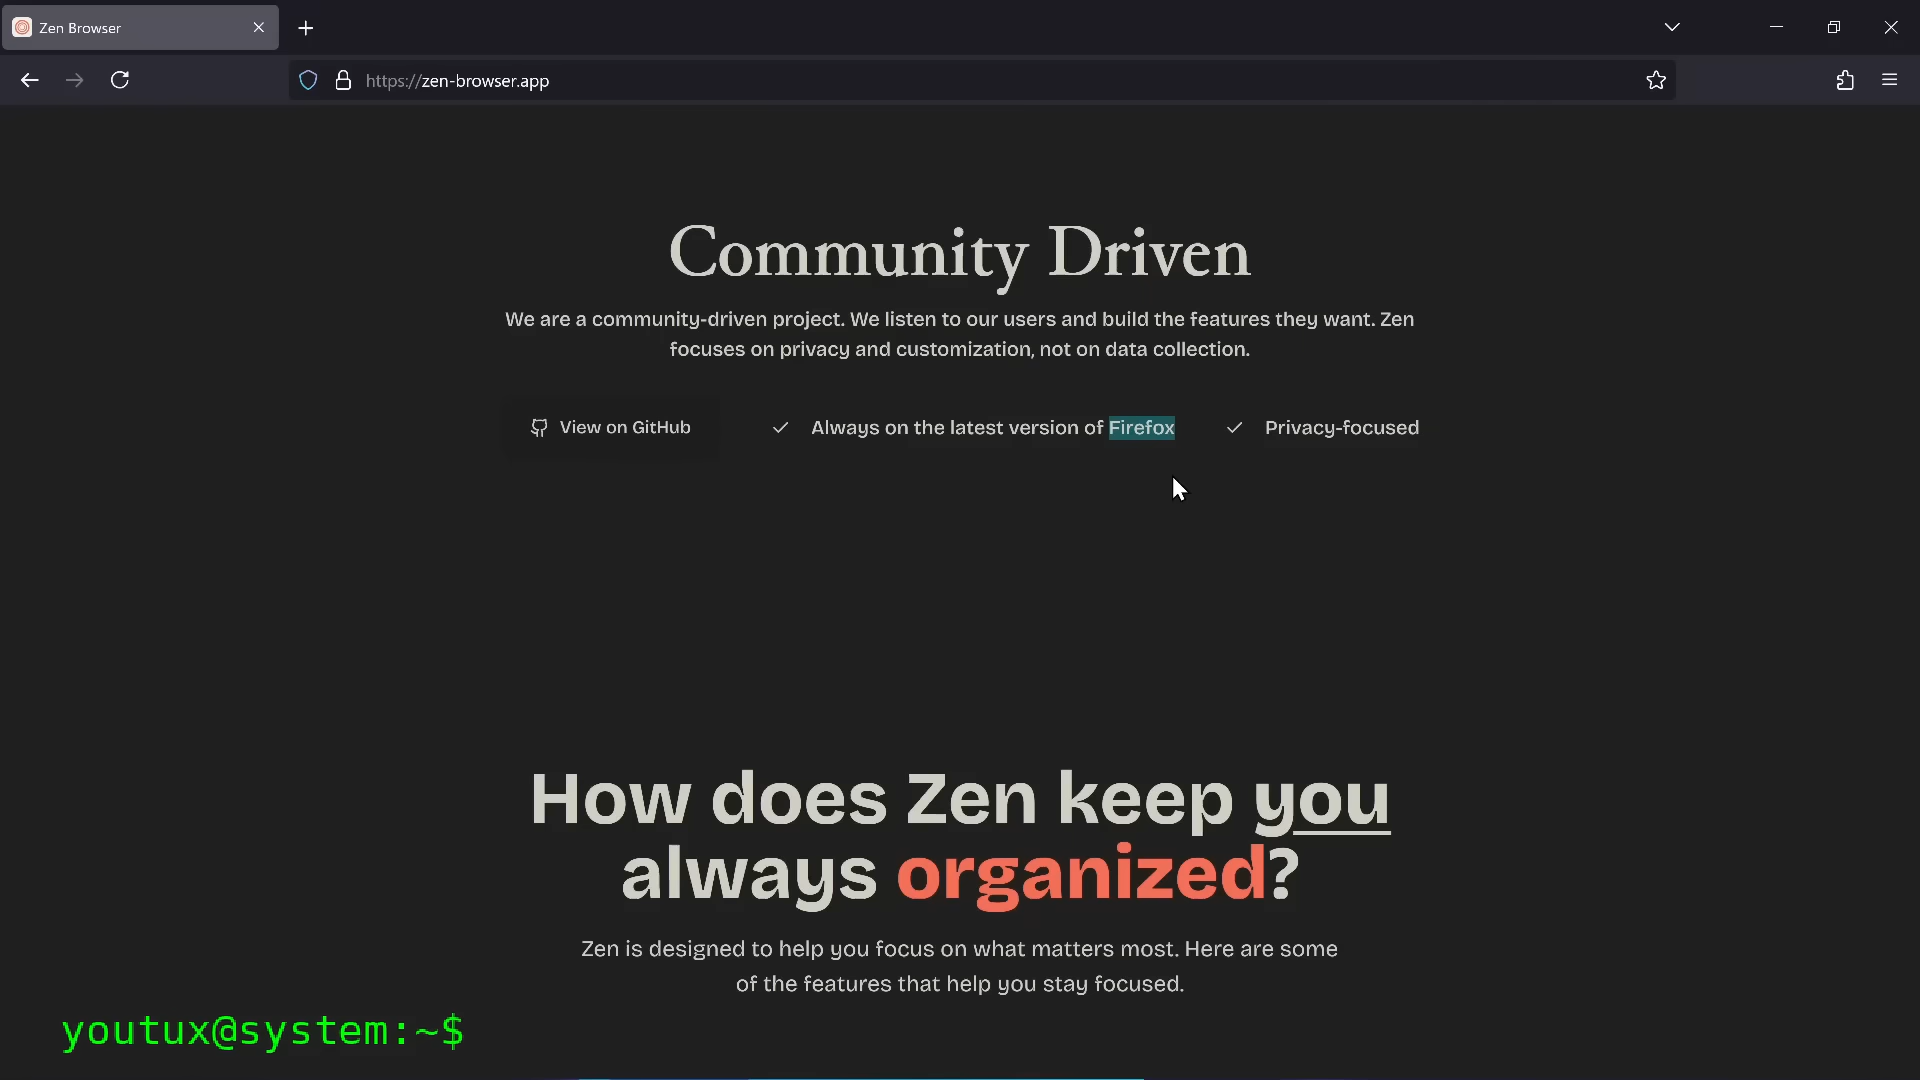 Zen Browser
https://zen-browser.app
Community Driven
We are a community-driven project. We listen to our users and build the features they want. Zen
focuses on privacy and customization, not on data collection.
View on GitHub
Always on the latest version of Firefox
Privacy-focused
How does Zen keep you
always organized?
Zen is designed to help you focus on what matters most. Here are some
of the features that help you stay focused.
youtux@system:~$